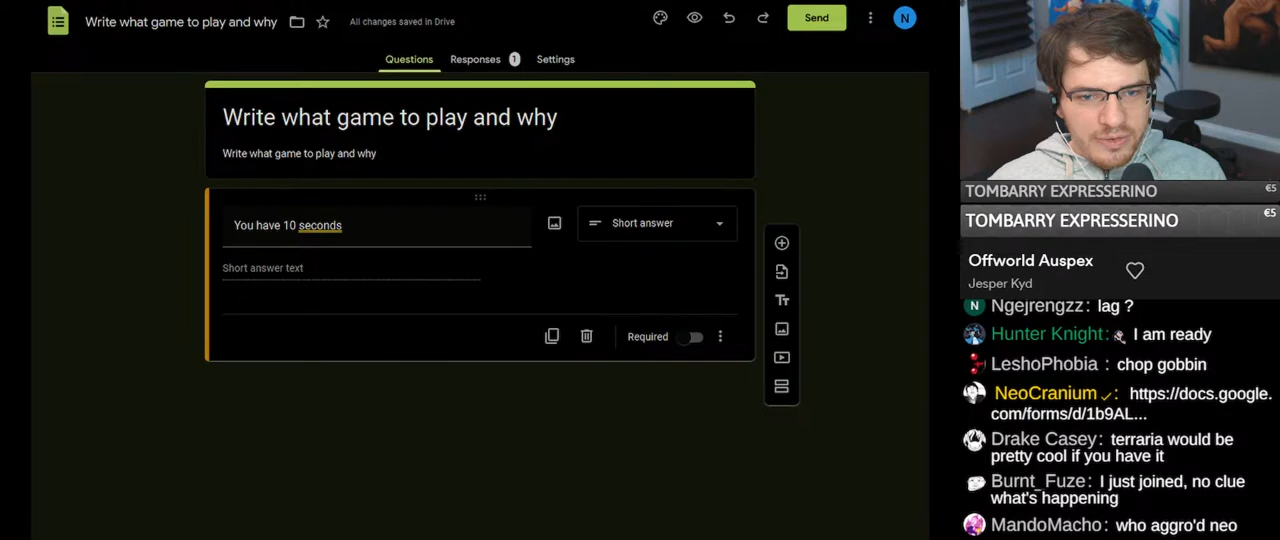 Write what game to play and why
All changes saved in Drive
Send
N
Questions
Responses 1
Settings
Write what game to play and why
Write what game to play and why
You have 10 seconds
Short answer
Short answer text
Tт
Required
TOMBARRY EXPRESSERINO €5
TOMBARRY EXPRESSERINO €5
Offworld Auspex
Jesper Kyd
N Ngejrengzz: lag ?
Hunter Knight: I am ready
LeshoPhobia : chop gobbin
NeoCranium : https://docs.google.
com/forms/d/1b9AL...
Drake Casey: terraria would be
pretty cool if you have it
Burnt_Fuze: I just joined, no clue
what's happening
MandoMacho: who aggro'd neo